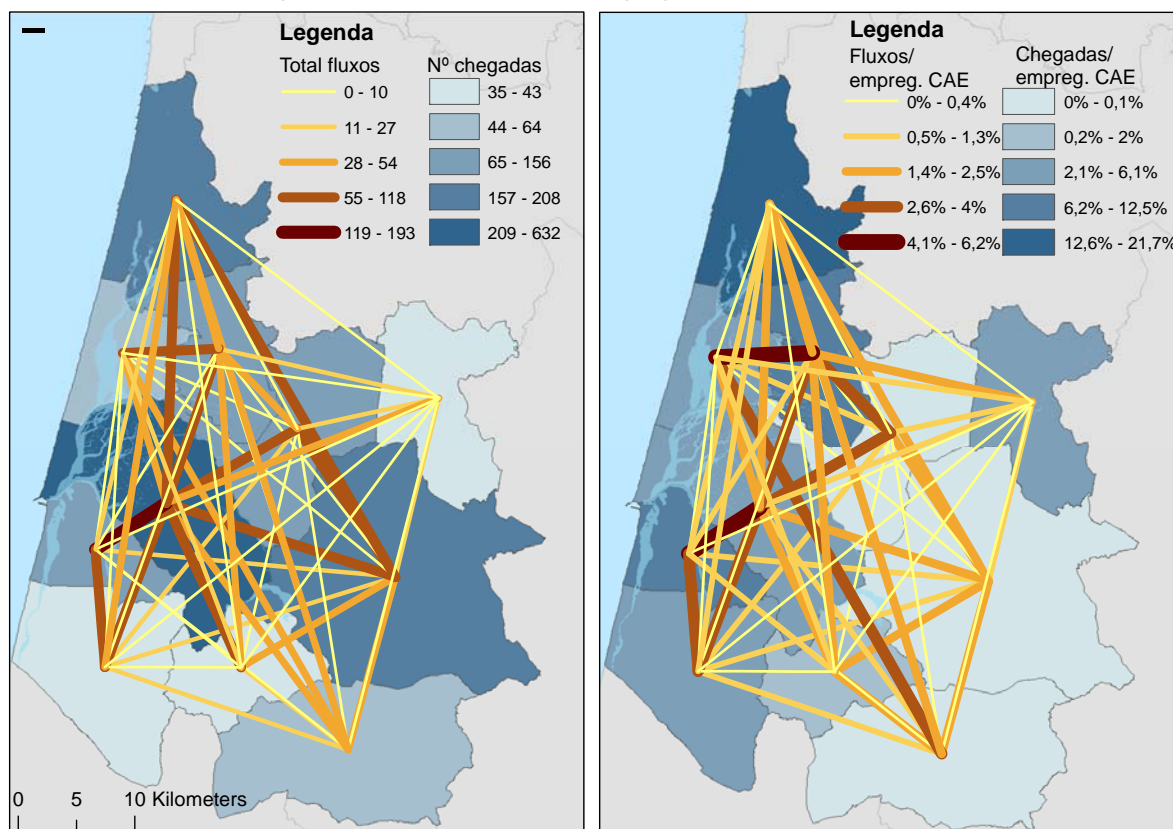 Legenda
Total fluxos
0 - 10
11 - 27
28 - 54
55 - 118
119 - 193
Nº chegadas
35 - 43
44 - 64
65 - 156
157 - 208
209 - 632
0 5 10 Kilometers
Legenda
Fluxos/
empreg. CAE
0% - 0,4%
0,5% - 1,3%
1,4% - 2,5%
2,6% - 4%
4,1% - 6,2%
Chegadas/
empreg. CAE
0% - 0,1%
0,2% - 2%
2,1% - 6,1%
6,2% - 12,5%
12,6% - 21,7%